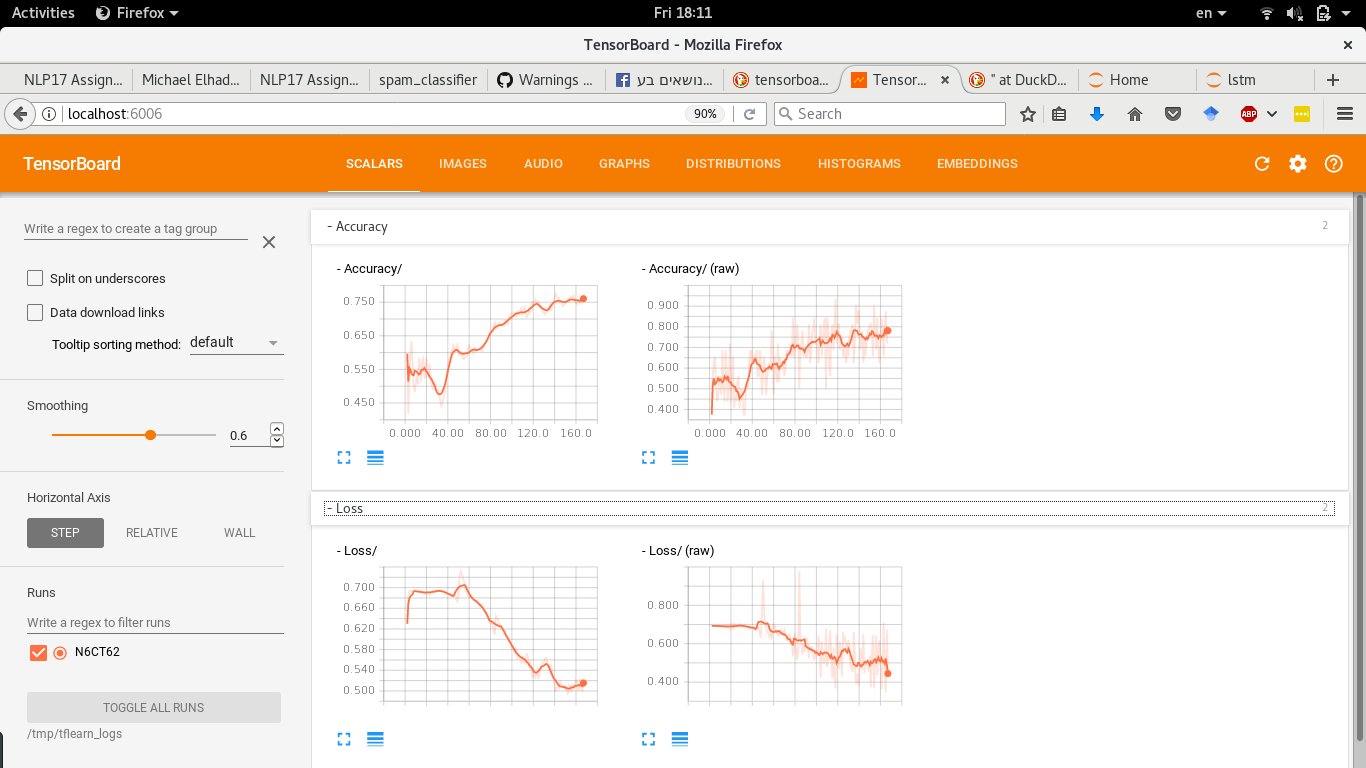 Activities Firefox Fri 18:11 en
TensorBoard - Mozilla Firefox
NLP17 Assign... Michael Elhad... NLP17 Assign... spam_classifier Warnings ... נושאים בע... tensorboa... Tensor... " at DuckD... Home lstm
localhost:6006 90% Search
ABP
TensorBoard SCALARS IMAGES AUDIO GRAPHS DISTRIBUTIONS HISTOGRAMS EMBEDDINGS
Write a regex to create a tag group
Split on underscores
Data download links
Tooltip sorting method: default
Smoothing
0.6
Horizontal Axis
STEP RELATIVE WALL
Runs
Write a regex to filter runs
N6CT62
TOGGLE ALL RUNS
/tmp/tflearn_logs
- Accuracy 2
- Accuracy/
0.750
0.650
0.550
0.450
0.000 40.00 80.00 120.0 160.0
- Accuracy/ (raw)
0.900
0.800
0.700
0.600
0.500
0.400
0.000 40.00 80.00 120.0 160.0
- Loss 2
- Loss/
0.700
0.660
0.620
0.580
0.540
0.500
- Loss/ (raw)
0.800
0.600
0.400